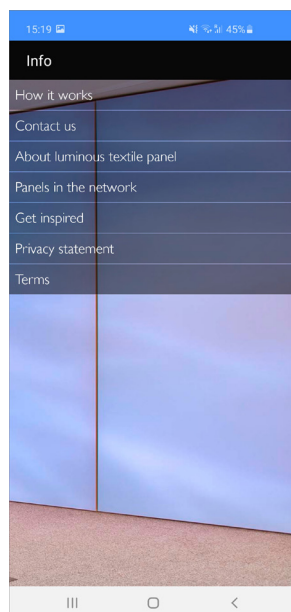 15:19 45%
Info
How it works
Contact us
About luminous textile panel
Panels in the network
Get inspired
Privacy statement
Terms